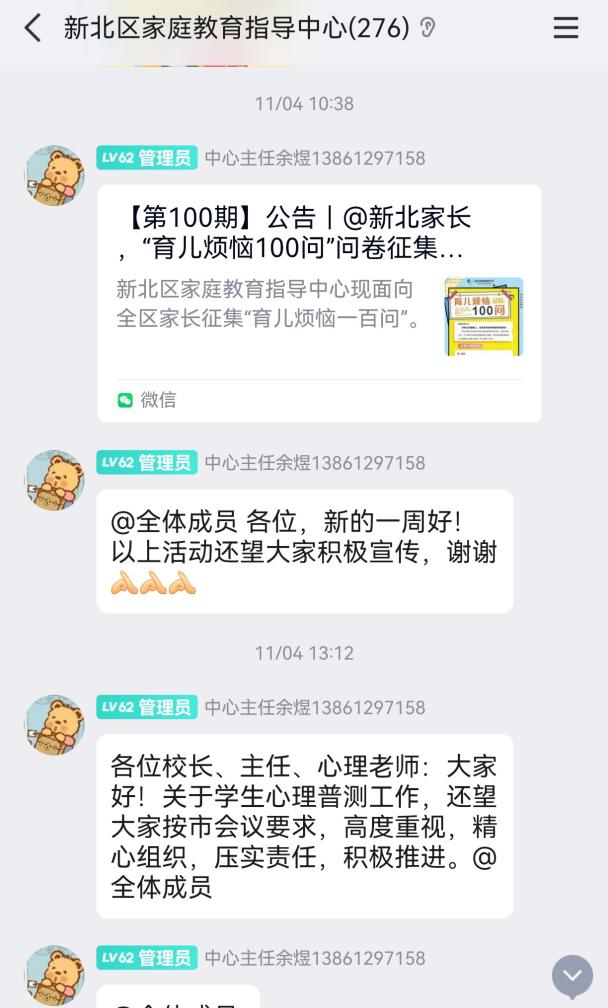 新北区家庭教育指导中心(276)
11/04 10:38
LV62 管理员 中心主任余煜13861297158
【第100期】公告丨@新北家长
，“育儿烦恼100问”问卷征集...
新北区家庭教育指导中心现面向
全区家长征集“育儿烦恼一百问”。
育儿烦恼
100问
微信
LV62 管理员 中心主任余煜13861297158
@全体成员 各位，新的一周好！
以上活动还望大家积极宣传，谢谢
11/04 13:12
LV62 管理员 中心主任余煜13861297158
各位校长、主任、心理老师：大家
好！关于学生心理普测工作，还望
大家按市会议要求，高度重视，精
心组织，压实责任，积极推进。@
全体成员
LV62 管理员 中心主任余煜13861297158